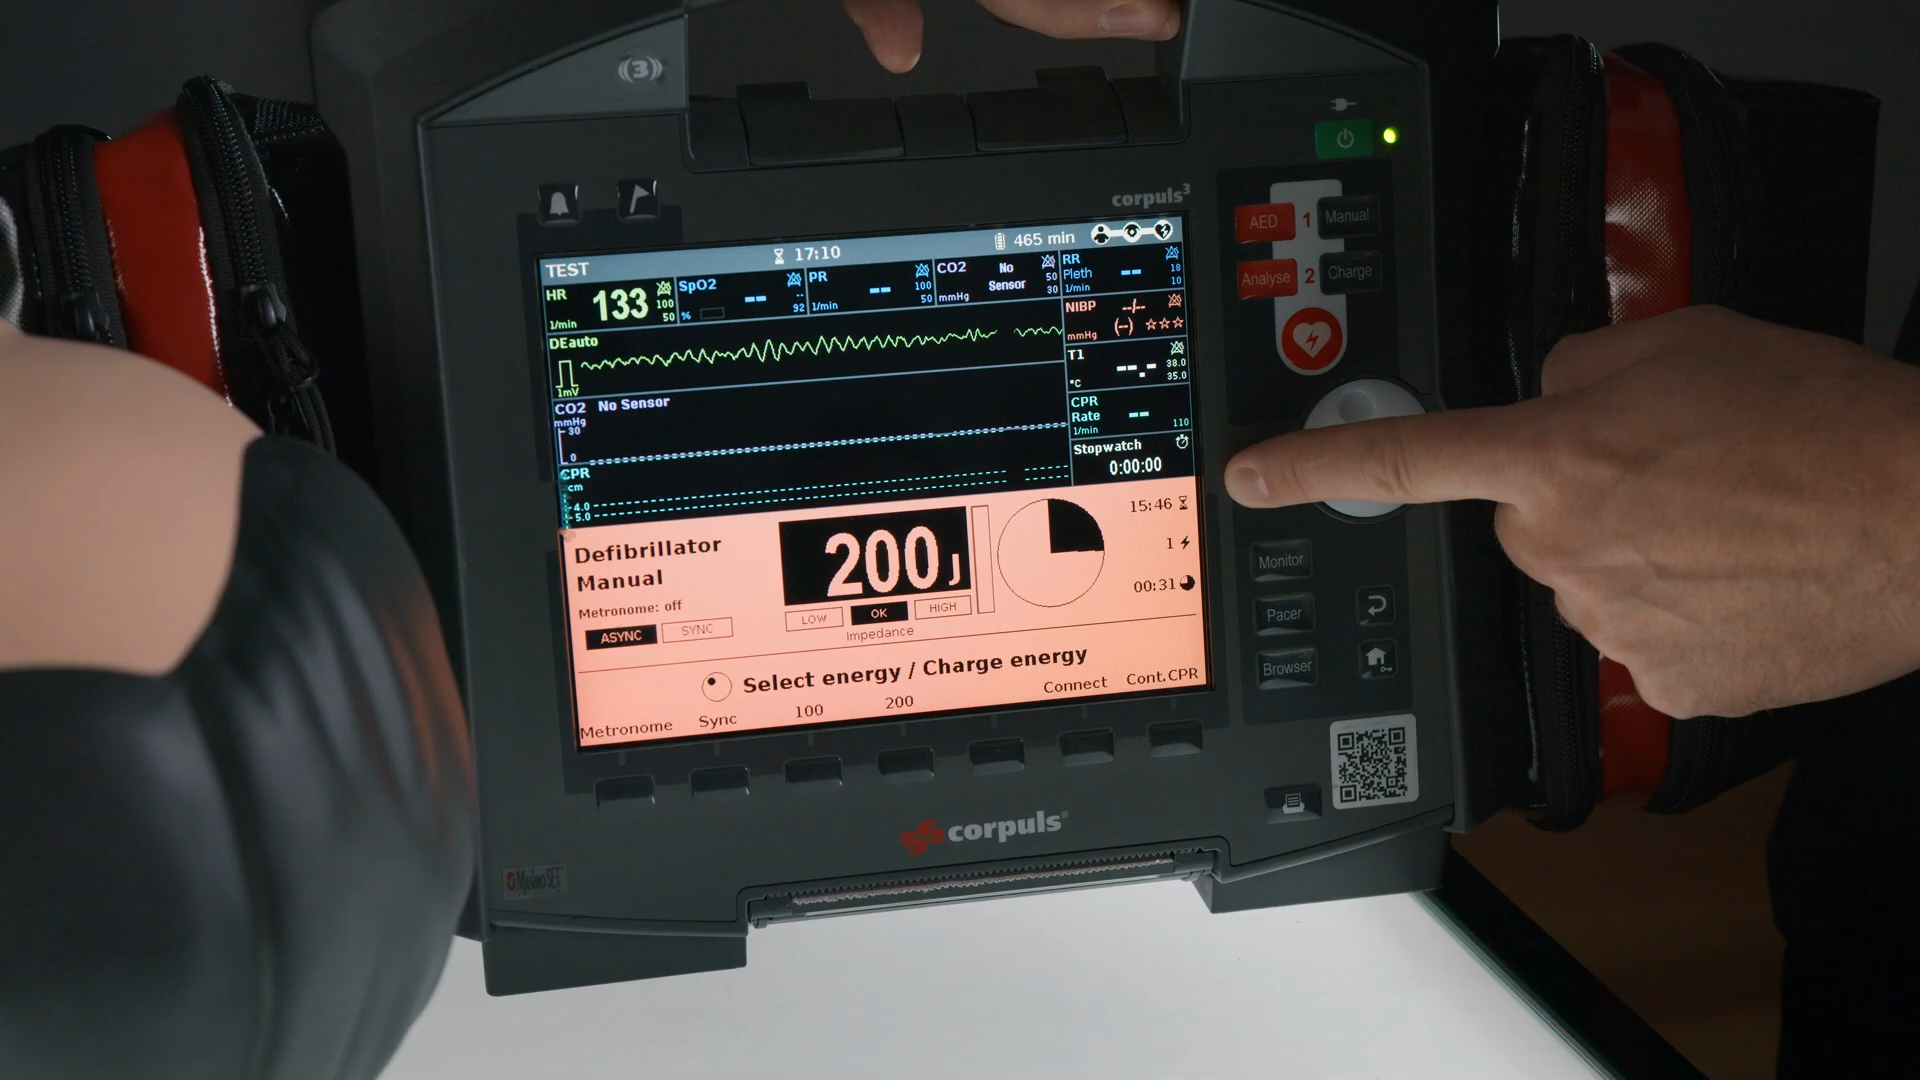 (3)
corpuls3
AED 1 Manual
Analyse 2 Charge
TEST 17:10 465 min
HR 133 100
1/min 50
SpO2 -- --
% 92
PR -- 100
1/min 50
CO2 No Sensor 50
mmHg 30
RR
Pleth -- 18
1/min 10
NIBP --/--
mmHg (--) ☆☆☆
T1 --.- 38.0
°C 35.0
CPR
Rate --
1/min 110
Stopwatch
0:00:00
DEauto
1mV
CO2 No Sensor
mmHg
30
0
CPR
cm
4.0
5.0
Defibrillator
Manual
Metronome: off
ASYNC SYNC
200J
LOW OK HIGH
Impedance
15:46
1
00:31
Select energy / Charge energy
Metronome Sync 100 200 Connect Cont.CPR
Monitor
Pacer
Browser
corpuls®
Masimo SET